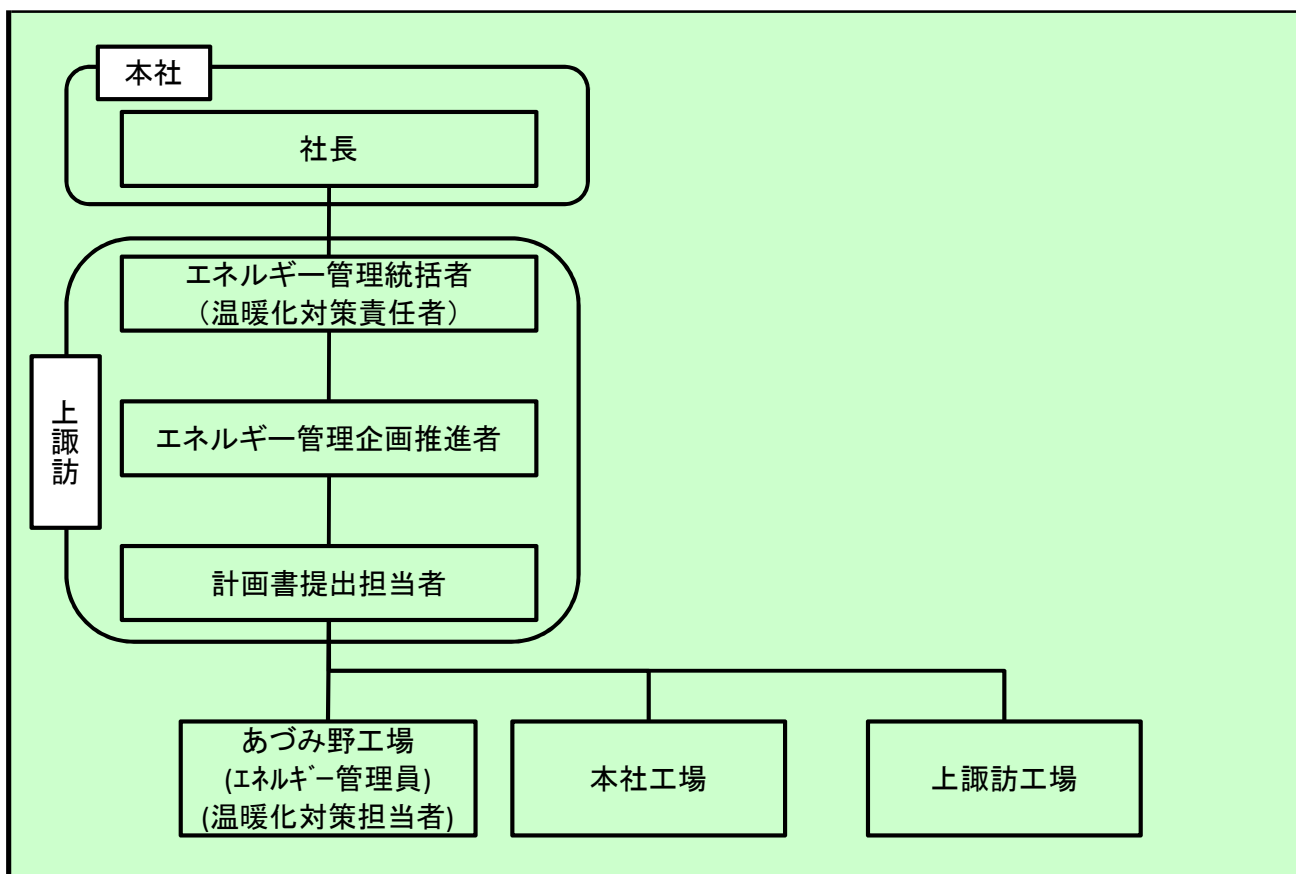 本社
社長
エネルギー管理統括者
（温暖化対策責任者）
上諏訪
エネルギー管理企画推進者
計画書提出担当者
あづみ野工場
(ｴﾈﾙｷﾞｰ管理員)
(温暖化対策担当者)
本社工場
上諏訪工場